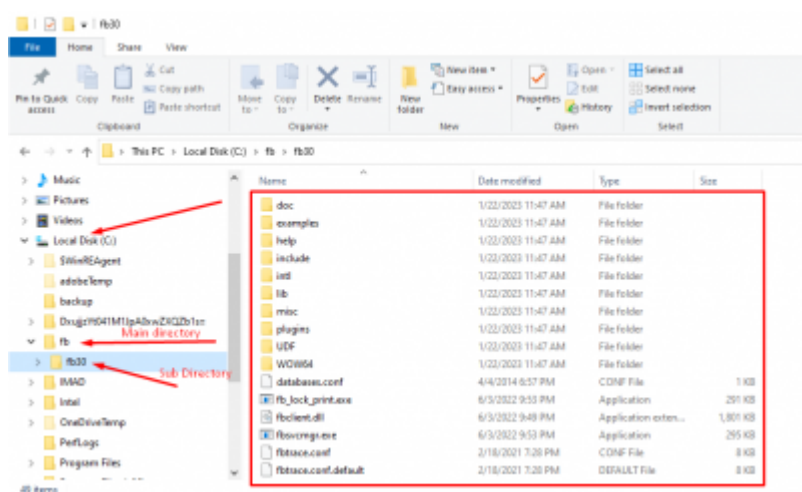 fb30
File Home Share View
Pin to Quick access
Copy
Paste
Cut
Copy path
Paste shortcut
Move to
Copy to
Delete
Rename
New folder
New item
Easy access
Properties
Open
Edit
History
Select all
Select none
Invert selection
Clipboard Organize New Open Select
This PC > Local Disk (C:) > fb > fb30
Music
Pictures
Videos
Local Disk (C:)
$WinREAgent
adobeTemp
backup
Main directory
fb
fb30
Sub Directory
IMAD
Intel
OneDriveTemp
PerfLogs
Program Files
Name Date modified Type Size
doc 1/22/2023 11:47 AM File folder
examples 1/22/2023 11:47 AM File folder
help 1/22/2023 11:47 AM File folder
include 1/22/2023 11:47 AM File folder
intl 1/22/2023 11:47 AM File folder
lib 1/22/2023 11:47 AM File folder
misc 1/22/2023 11:47 AM File folder
plugins 1/22/2023 11:47 AM File folder
UDF 1/22/2023 11:47 AM File folder
WOW64 1/22/2023 11:47 AM File folder
databases.conf 4/4/2014 6:57 PM CONF File 1 KB
fb_lock_print.exe 6/3/2022 9:53 PM Application 291 KB
fbclient.dll 6/3/2022 9:49 PM Application exten... 1,801 KB
fbsvcmgr.exe 6/3/2022 9:53 PM Application 295 KB
fbtrace.conf 2/18/2021 7:28 PM CONF File 8 KB
fbtrace.conf.default 2/18/2021 7:28 PM DEFAULT File 8 KB
items